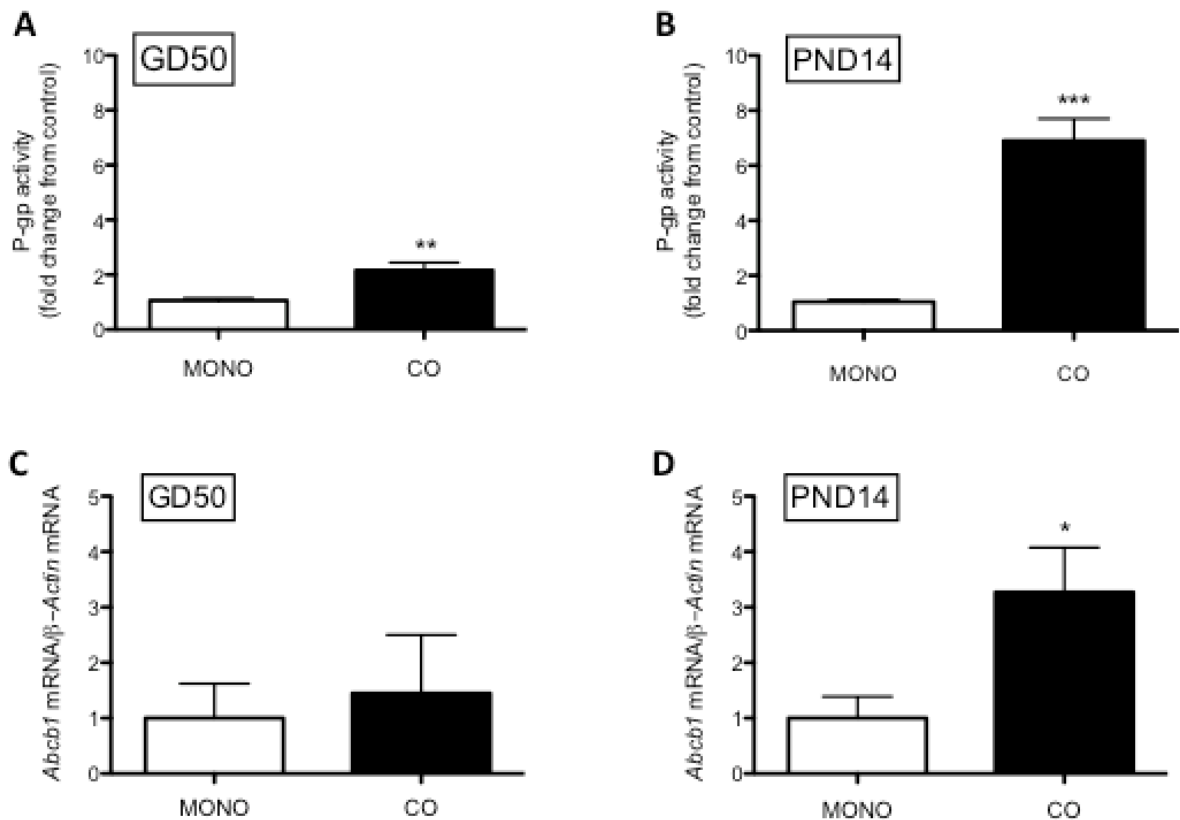 A
GD50
P-gp activity
(fold change from control)
10
8
6
4
2
0
**
MONO
CO
B
PND14
P-gp activity
(fold change from control)
10
8
6
4
2
0
***
MONO
CO
C
GD50
Abcb1 mRNA/β–Actin mRNA
5
4
3
2
1
0
MONO
CO
D
PND14
Abcb1 mRNA/β–Actin mRNA
5
4
3
2
1
0
*
MONO
CO